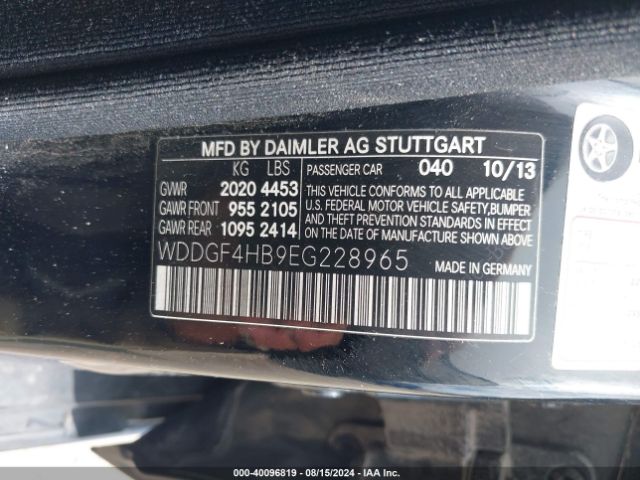 MFD BY DAIMLER AG STUTTGART
KG LBS PASSENGER CAR 040 10/13
GVWR 2020 4453 THIS VEHICLE CONFORMS TO ALL APPLICABLE
GAWR FRONT 955 2105 U.S. FEDERAL MOTOR VEHICLE SAFETY,BUMPER
GAWR REAR 1095 2414 AND THEFT PREVENTION STANDARDS IN EFFECT
ON THE DATE OF MANUFACTURE SHOWN ABOVE.
WDDGF4HB9EG228965 MADE IN GERMANY
000-40096819 - 08/15/2024 - IAA Inc.